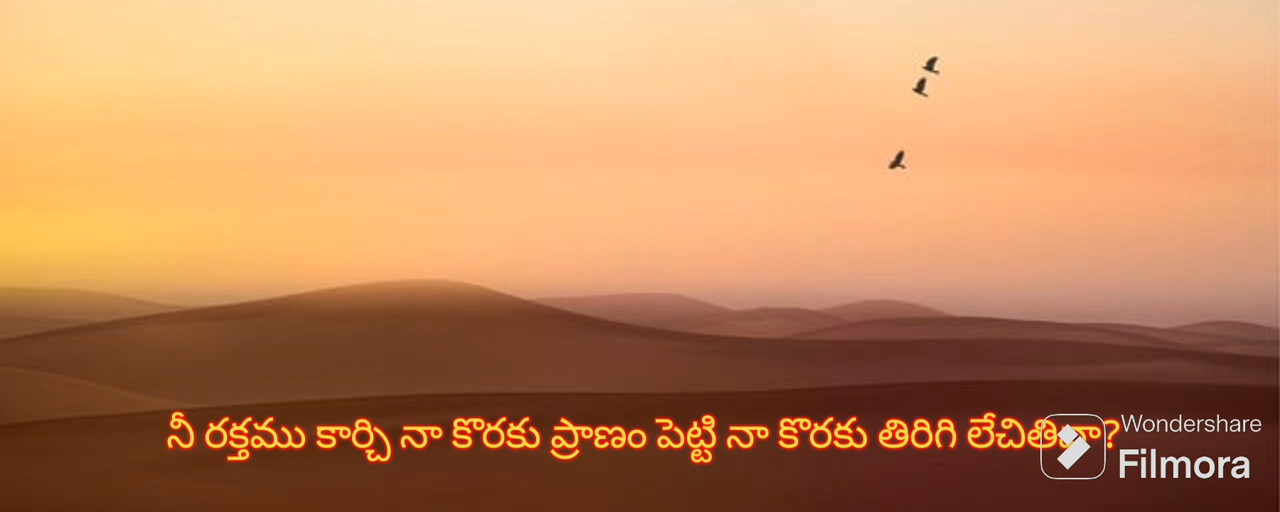 నీ రక్తము కార్చి నా కొరకు ప్రాణం పెట్టి నా కొరకు తిరిగి
Wondershare
Filmora